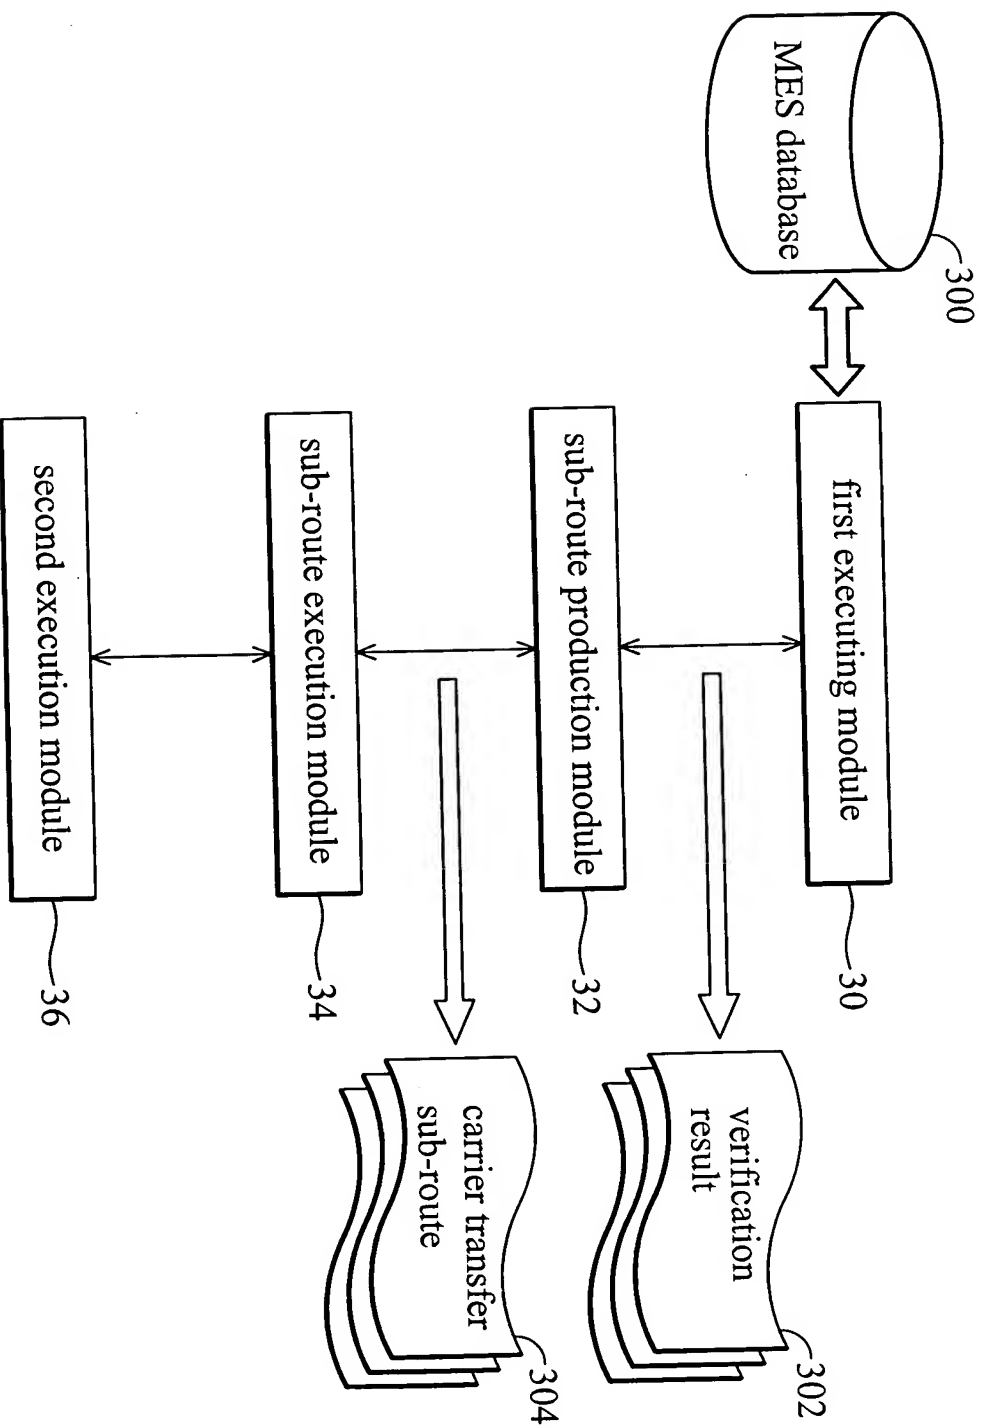 MES database
300
first executing module
30
verification
result
302
sub-route production module
32
carrier transfer
sub-route
304
sub-route execution module
34
second execution module
36